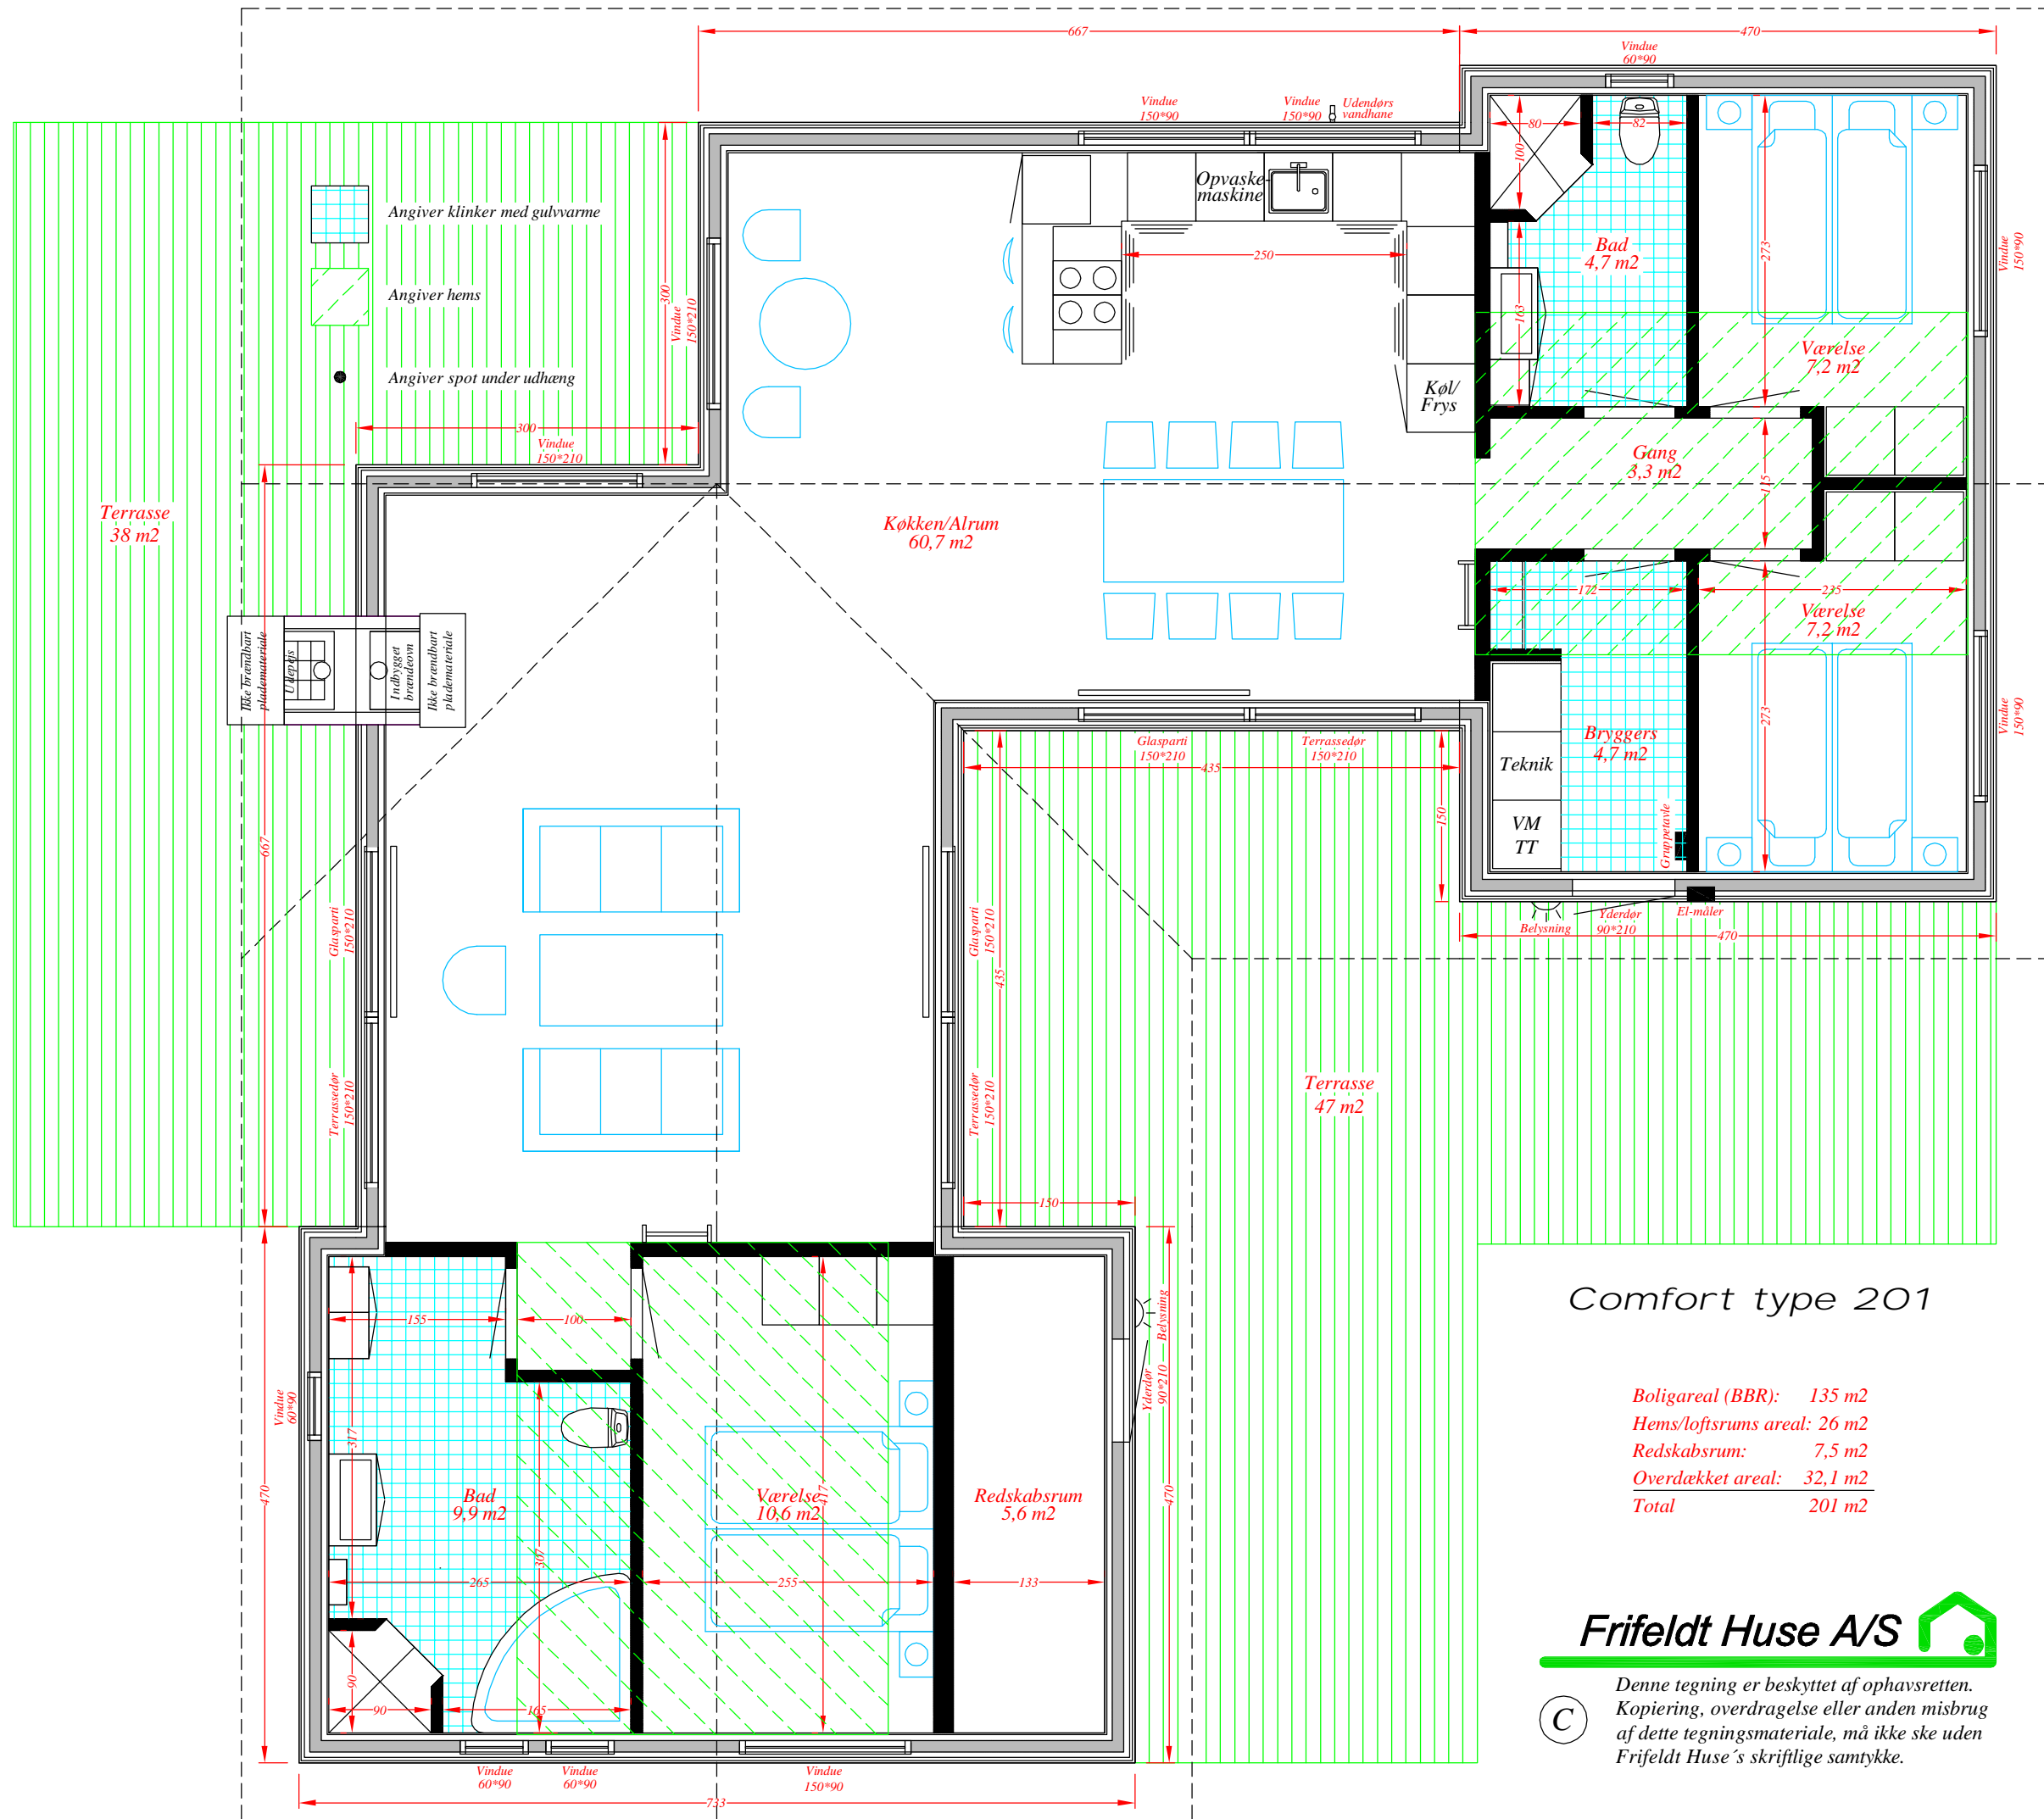 667
470
Vindue
60*90
Vindue
150*90
Vindue
150*90
Udendørs
vandhane
80
82
100
Opvaske-
maskine
Angiver klinker med gulvvarme
Bad
4,7 m2
273
Vindue
150*90
250
Angiver hems
300
Vindue
150*210
163
Værelse
7,2 m2
Angiver spot under udhæng
Køl/
Frys
300
Vindue
150*210
Gang
3,3 m2
115
Terrasse
38 m2
Køkken/Alrum
60,7 m2
172
235
Værelse
7,2 m2
Ikke brændbart
plademateriale
Udepejs
Indbygget
brændeovn
Ikke brændbart
plademateriale
273
Vindue
150*90
Bryggers
4,7 m2
Glasparti
150*210
Terrassedør
150*210
435
Teknik
150
VM
TT
Gruppetavle
667
Glasparti
150*210
Glasparti
150*210
435
Belysning
Yderdør
90*210
El-måler
470
Terrassedør
150*210
Terrassedør
150*210
Terrasse
47 m2
150
155
100
Belysning
Yderdør
90*210
Vindue
60*90
317
470
Bad
9,9 m2
Værelse
10,6 m2
417
Redskabsrum
5,6 m2
470
307
265
255
133
90
90
165
Vindue
60*90
Vindue
60*90
Vindue
150*90
733
Comfort type 201
Boligareal (BBR): 135 m2
Hems/loftsrums areal: 26 m2
Redskabsrum: 7,5 m2
Overdækket areal: 32,1 m2
Total 201 m2
Frifeldt Huse A/S
C
Denne tegning er beskyttet af ophavsretten.
Kopiering, overdragelse eller anden misbrug
af dette tegningsmateriale, må ikke ske uden
Frifeldt Huse´s skriftlige samtykke.